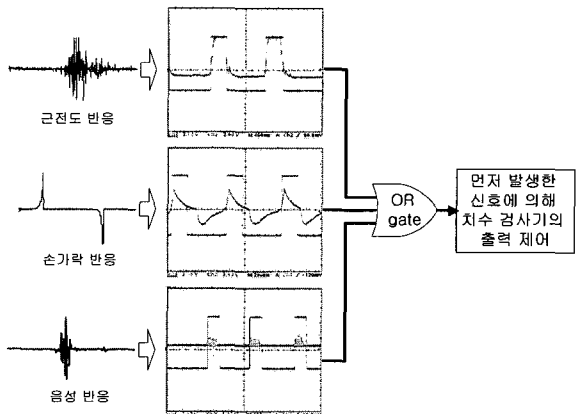 근전도 반응
손가락 반응
음성 반응
OR
gate
먼저 발생한
신호에 의해
치수 검사기의
출력 제어